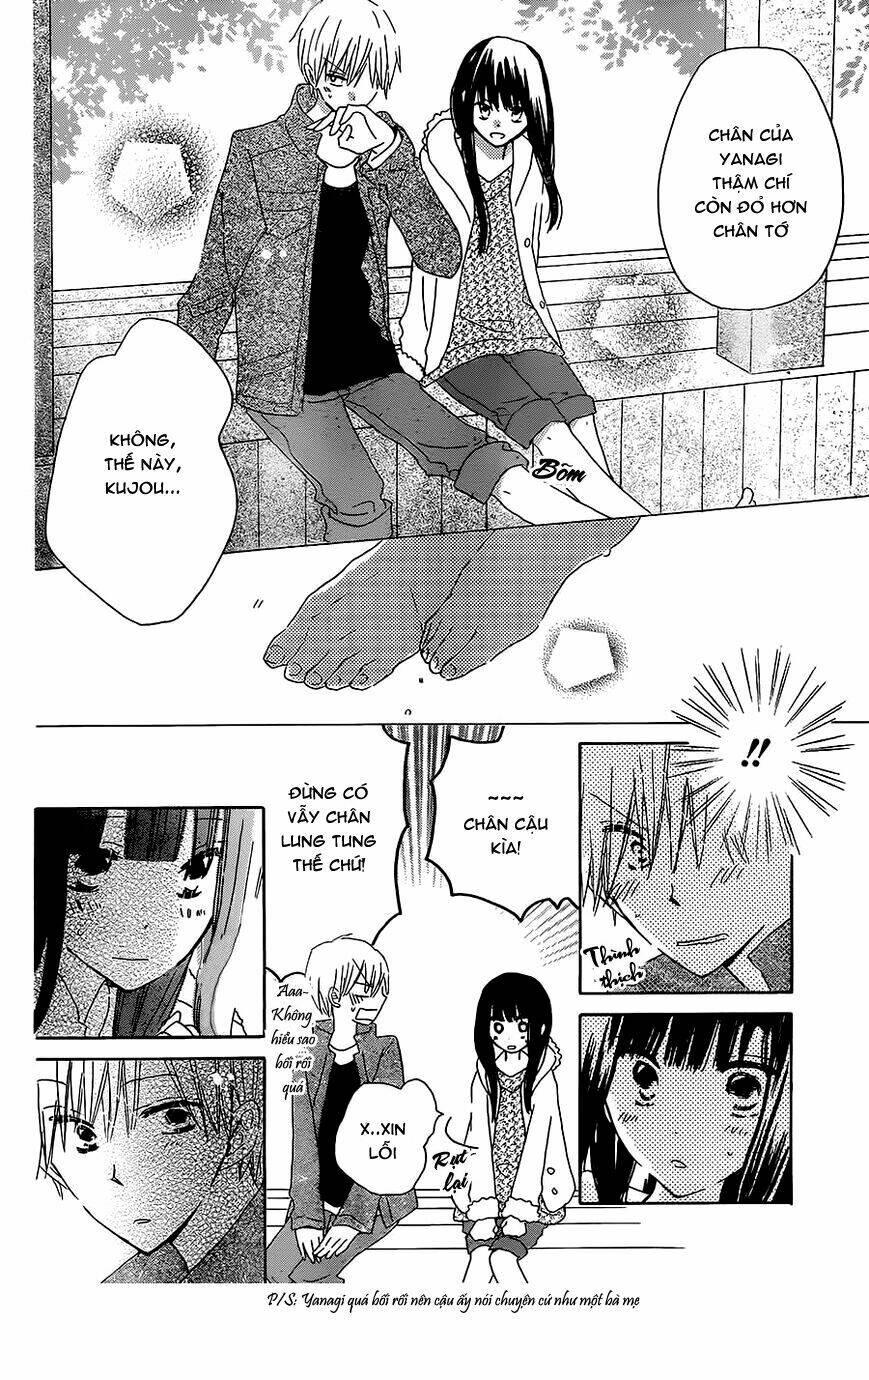 CHÂN CỦA
YANAGI
THẬM CHÍ
CÒN ĐỎ HƠN
CHÂN TỚ
KHÔNG,
THẾ NÀY,
KUJOU...
Bõm
!!
~~~
CHÂN CẬU
KÌA!
ĐỪNG CÓ
VẪY CHÂN
LUNG TUNG
THẾ CHỨ!
Thình
thịch
Aaa-
Không
hiểu sao
bối rối
quá
X..XIN
LỖI
Rụt
lại
P/S: Yanagi quá bối rối nên cậu ấy nói chuyện cứ như một bà mẹ